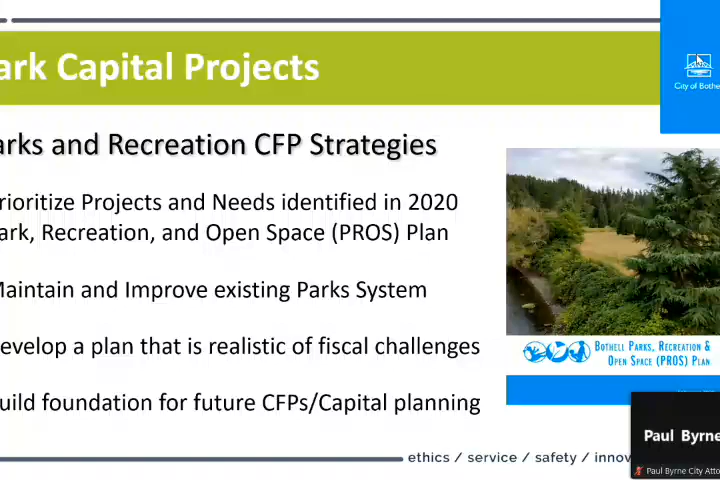 ark Capital Projects
City of Bothe
arks and Recreation CFP Strategies
rioritize Projects and Needs identified in 2020
ark, Recreation, and Open Space (PROS) Plan
Maintain and Improve existing Parks System
evelop a plan that is realistic of fiscal challenges
uild foundation for future CFPs/Capital planning
Bothell Parks, Recreation &
Open Space (PROS) Plan
ethics / service / safety / innov
Paul Byrne
Paul Byrne City Atto